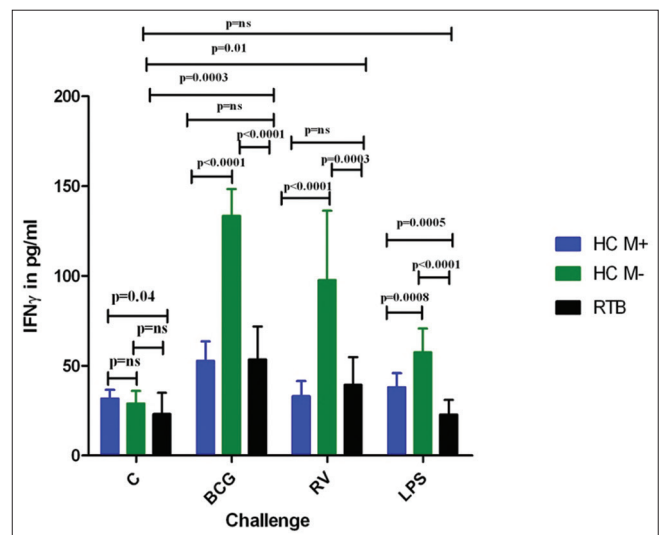 p=ns
p=0.01
p=0.0003
p=ns
p<0.0001
p<0.0001
p=ns
p=0.0003
p<0.0001
p=0.0005
p<0.0001
p=0.0008
p=0.04
p=ns
p=ns
200
150
100
50
0
IFNγ in pg/ml
C
BCG
RV
LPS
Challenge
HC M+
HC M-
RTB